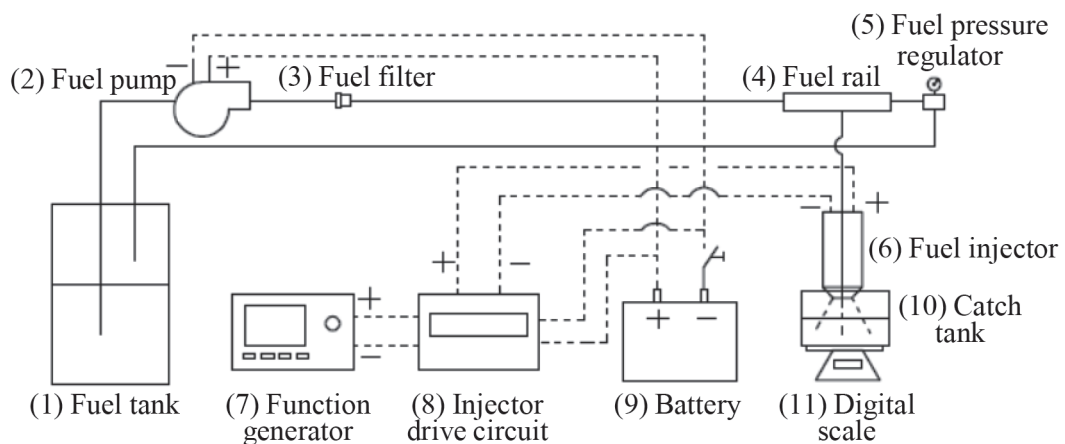 (5) Fuel pressure
regulator
(2) Fuel pump
− +
(3) Fuel filter
(4) Fuel rail
− +
(6) Fuel injector
+ −
+
−
+ −
(10) Catch
tank
(1) Fuel tank
(7) Function
generator
(8) Injector
drive circuit
(9) Battery
(11) Digital
scale